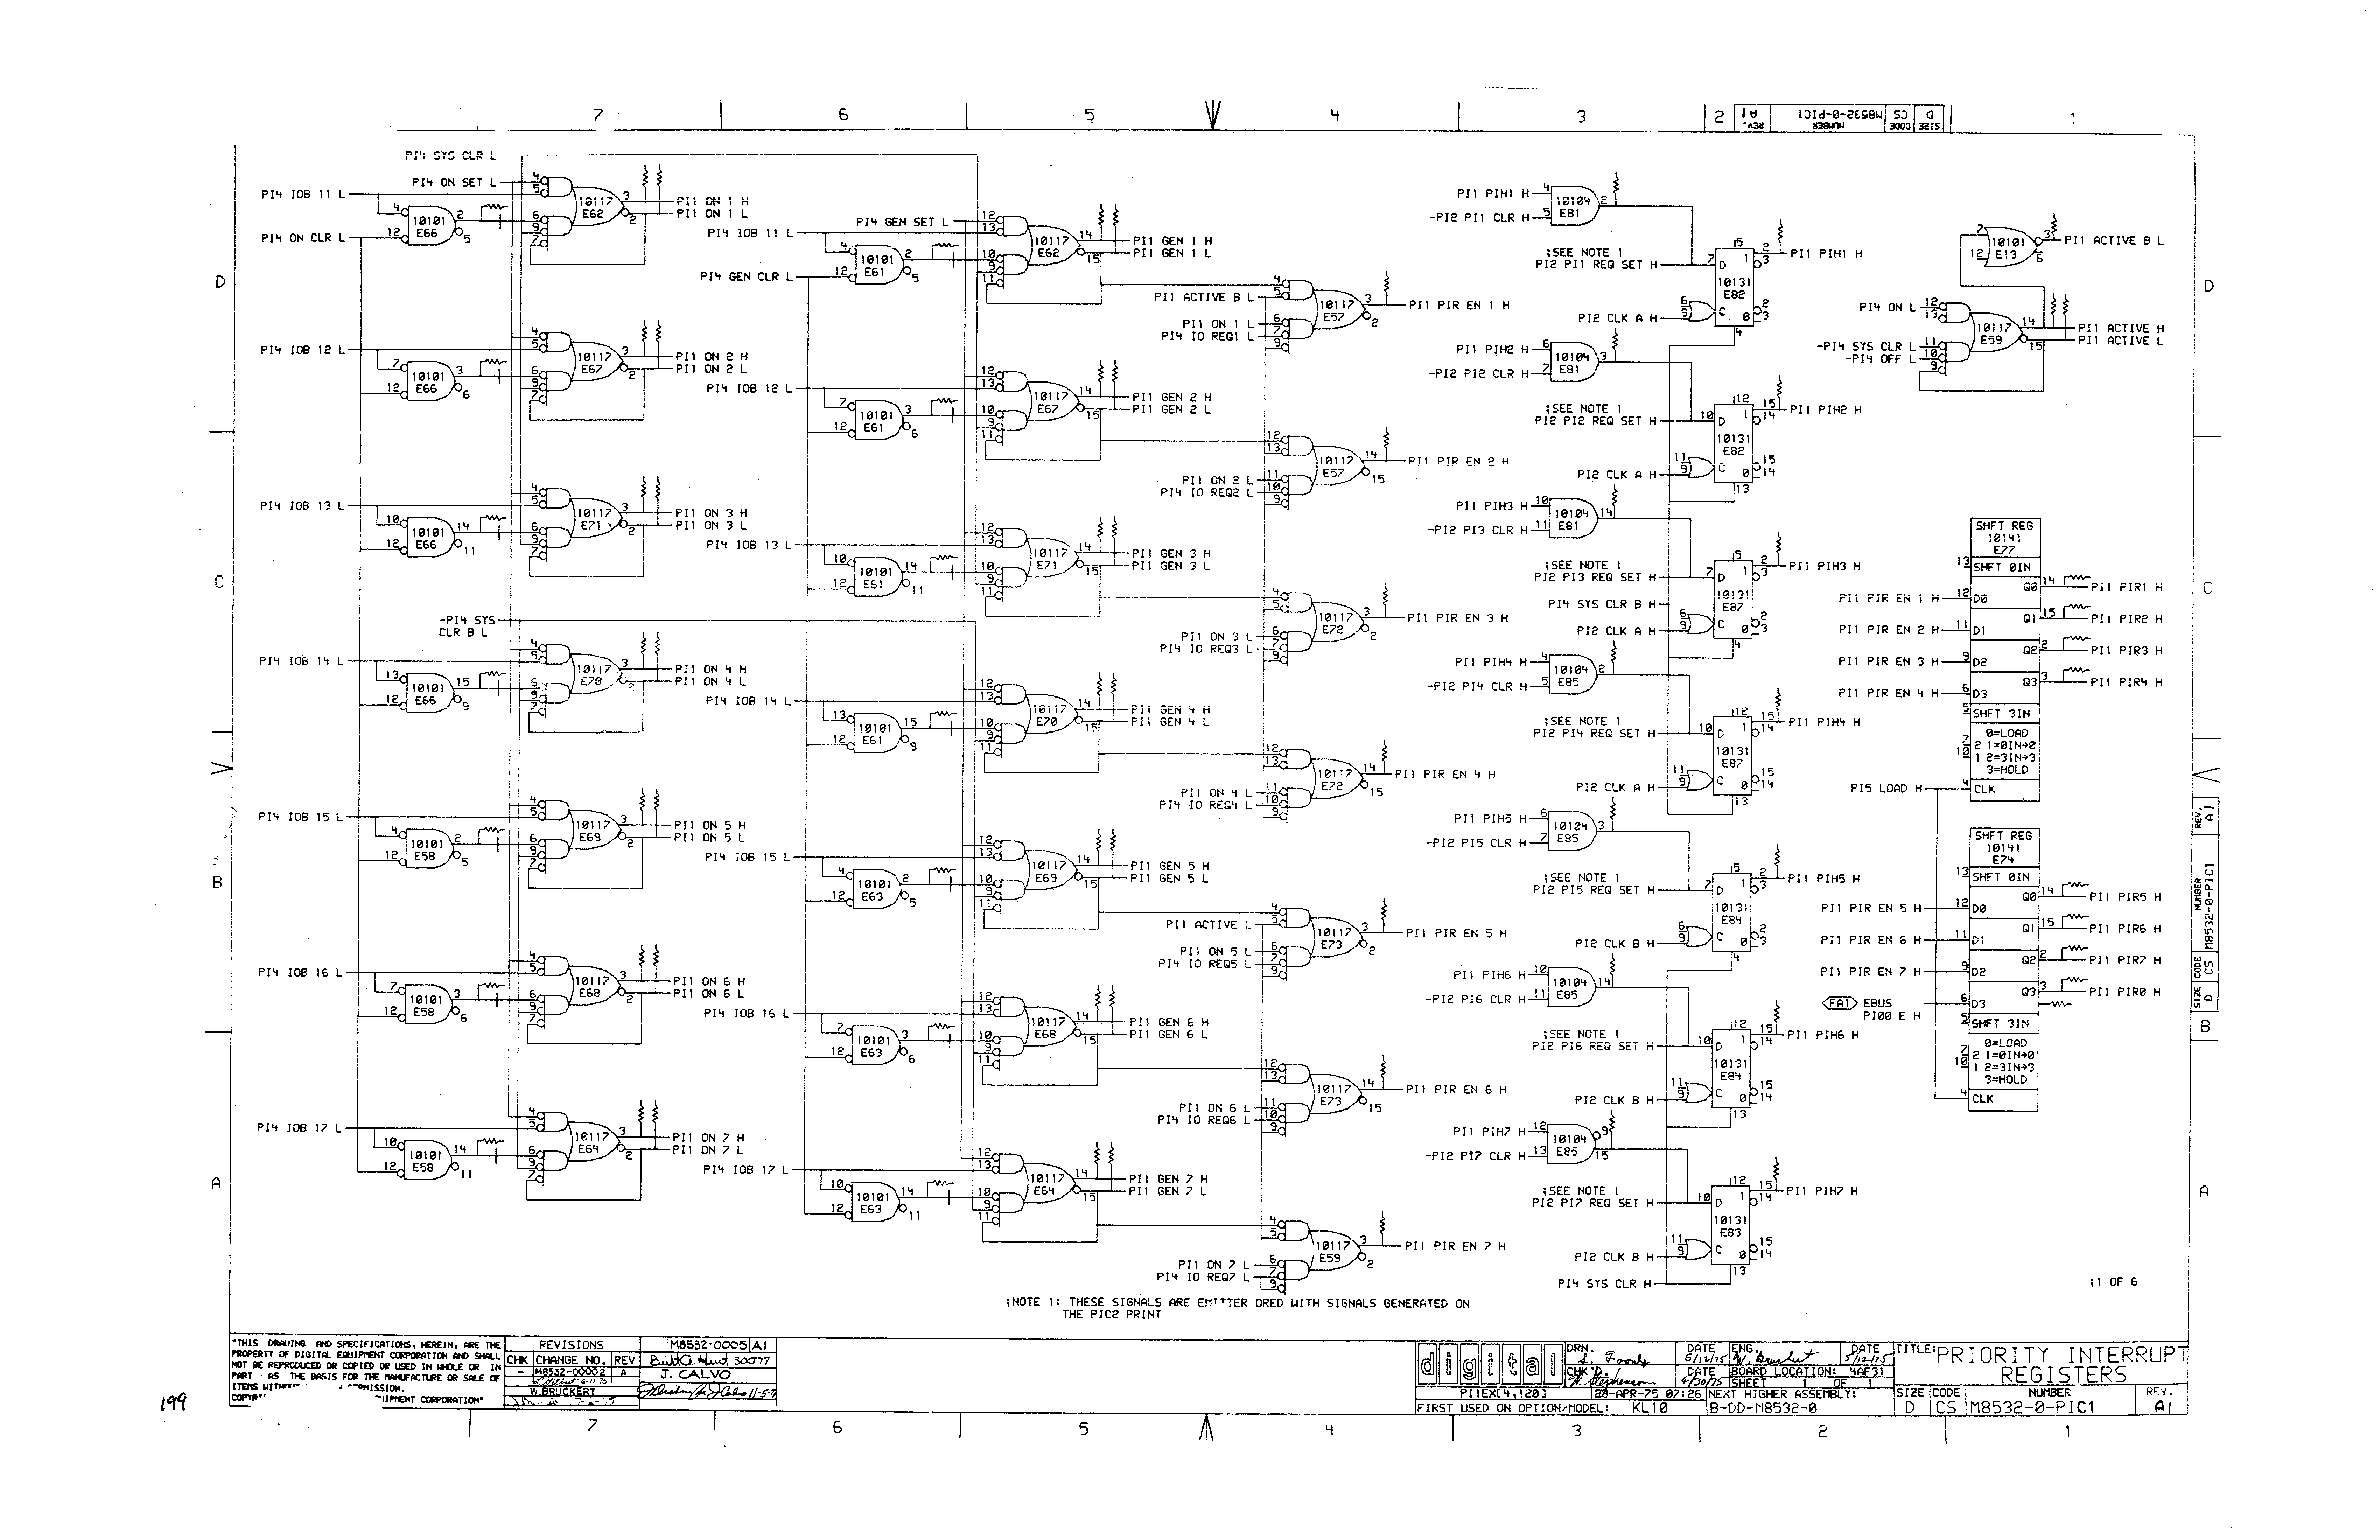 7 6 5 4 3 2
D CS M8532-0-PIC1 A1
SIZE CODE NUMBER REV.
-PI4 SYS CLR L
PI4 ON SET L
PI4 IOB 11 L
10101 E66
PI4 ON CLR L
10117 E62
PI1 ON 1 H
PI1 ON 1 L
PI4 IOB 12 L
10101 E66
10117 E67
PI1 ON 2 H
PI1 ON 2 L
PI4 IOB 13 L
10101 E66
10117 E71
PI1 ON 3 H
PI1 ON 3 L
-PI4 SYS
CLR B L
PI4 IOB 14 L
10101 E66
10117 E70
PI1 ON 4 H
PI1 ON 4 L
PI4 IOB 15 L
10101 E58
10117 E69
PI1 ON 5 H
PI1 ON 5 L
PI4 IOB 16 L
10101 E58
10117 E68
PI1 ON 6 H
PI1 ON 6 L
PI4 IOB 17 L
10101 E58
10117 E64
PI1 ON 7 H
PI1 ON 7 L
PI4 GEN SET L
PI4 IOB 11 L
10101 E61
PI4 GEN CLR L
10117 E62
PI1 GEN 1 H
PI1 GEN 1 L
PI4 IOB 12 L
10101 E61
10117 E67
PI1 GEN 2 H
PI1 GEN 2 L
PI4 IOB 13 L
10101 E61
10117 E71
PI1 GEN 3 H
PI1 GEN 3 L
PI4 IOB 14 L
10101 E61
10117 E70
PI1 GEN 4 H
PI1 GEN 4 L
PI4 IOB 15 L
10101 E63
10117 E69
PI1 GEN 5 H
PI1 GEN 5 L
PI4 IOB 16 L
10101 E63
10117 E68
PI1 GEN 6 H
PI1 GEN 6 L
PI4 IOB 17 L
10101 E63
10117 E64
PI1 GEN 7 H
PI1 GEN 7 L
PI1 ACTIVE B L
PI1 ON 1 L
PI4 IO REQ1 L
10117 E57
PI1 PIR EN 1 H
PI1 ON 2 L
PI4 IO REQ2 L
10117 E57
PI1 PIR EN 2 H
PI1 ON 3 L
PI4 IO REQ3 L
10117 E72
PI1 PIR EN 3 H
PI1 ON 4 L
PI4 IO REQ4 L
10117 E72
PI1 PIR EN 4 H
PI1 ACTIVE L
PI1 ON 5 L
PI4 IO REQ5 L
10117 E73
PI1 PIR EN 5 H
PI1 ON 6 L
PI4 IO REQ6 L
10117 E73
PI1 PIR EN 6 H
PI1 ON 7 L
PI4 IO REQ7 L
10117 E59
PI1 PIR EN 7 H
PI1 PIH1 H
-PI2 PI1 CLR H
10104 E81
;SEE NOTE 1
PI2 PI1 REQ SET H
PI2 CLK A H
10131 E82
PI1 PIH1 H
PI1 PIH2 H
-PI2 PI2 CLR H
10104 E81
;SEE NOTE 1
PI2 PI2 REQ SET H
PI2 CLK A H
10131 E82
PI1 PIH2 H
PI1 PIH3 H
-PI2 PI3 CLR H
10104 E81
;SEE NOTE 1
PI2 PI3 REQ SET H
PI4 SYS CLR B H
PI2 CLK A H
10131 E87
PI1 PIH3 H
PI1 PIH4 H
-PI2 PI4 CLR H
10104 E85
;SEE NOTE 1
PI2 PI4 REQ SET H
PI2 CLK A H
10131 E87
PI1 PIH4 H
PI1 PIH5 H
-PI2 PI5 CLR H
10104 E85
;SEE NOTE 1
PI2 PI5 REQ SET H
PI2 CLK B H
10131 E84
PI1 PIH5 H
PI1 PIH6 H
-PI2 PI6 CLR H
10104 E85
;SEE NOTE 1
PI2 PI6 REQ SET H
PI2 CLK B H
10131 E84
PI1 PIH6 H
PI1 PIH7 H
-PI2 PI7 CLR H
10104 E85
;SEE NOTE 1
PI2 PI7 REQ SET H
PI2 CLK B H
10131 E83
PI1 PIH7 H
PI4 SYS CLR H
10101 E13
PI1 ACTIVE B L
PI4 ON L
-PI4 SYS CLR L
-PI4 OFF L
10117 E59
PI1 ACTIVE H
PI1 ACTIVE L
SHFT REG
10141
E77
SHFT 0IN
PI1 PIR EN 1 H D0 Q0 PI1 PIR1 H
PI1 PIR EN 2 H D1 Q1 PI1 PIR2 H
PI1 PIR EN 3 H D2 Q2 PI1 PIR3 H
PI1 PIR EN 4 H D3 Q3 PI1 PIR4 H
SHFT 3IN
0=LOAD
2 1=0IN→0
1 2=3IN→3
3=HOLD
PI5 LOAD H CLK
SHFT REG
10141
E74
SHFT 0IN
PI1 PIR EN 5 H D0 Q0 PI1 PIR5 H
PI1 PIR EN 6 H D1 Q1 PI1 PIR6 H
PI1 PIR EN 7 H D2 Q2 PI1 PIR7 H
FA1 EBUS
PI00 E H D3 Q3 PI1 PIR0 H
SHFT 3IN
0=LOAD
2 1=0IN→0
1 2=3IN→3
3=HOLD
CLK
;1 OF 6
;NOTE 1: THESE SIGNALS ARE EMITTER ORED WITH SIGNALS GENERATED ON
THE PIC2 PRINT
D C B A
D C B A
SIZE D CODE CS NUMBER M8532-0-PIC1 REV. A1
"THIS DRAWING AND SPECIFICATIONS, HEREIN, ARE THE
PROPERTY OF DIGITAL EQUIPMENT CORPORATION AND SHALL
NOT BE REPRODUCED OR COPIED OR USED IN WHOLE OR IN
PART AS THE BASIS FOR THE MANUFACTURE OR SALE OF
ITEMS
REVISIONS
CHK CHANGE NO. REV
- M8532-00002 A
W.BRUCKERT
M8532-0005 A1
J. CALVO
digital
DRN.
DATE 5/12/75
ENG.
DATE 5/12/75
CHK'D
DATE 4/30/75
BOARD LOCATION: 4AF31
SHEET 1 OF 1
PI1EX[4,120]
28-APR-75 07:26
NEXT HIGHER ASSEMBLY:
FIRST USED ON OPTION/MODEL: KL10
B-DD-M8532-0
TITLE: PRIORITY INTERRUPT
REGISTERS
SIZE CODE NUMBER REV.
D CS M8532-0-PIC1 A1
7 6 5 4 3 2 1
199